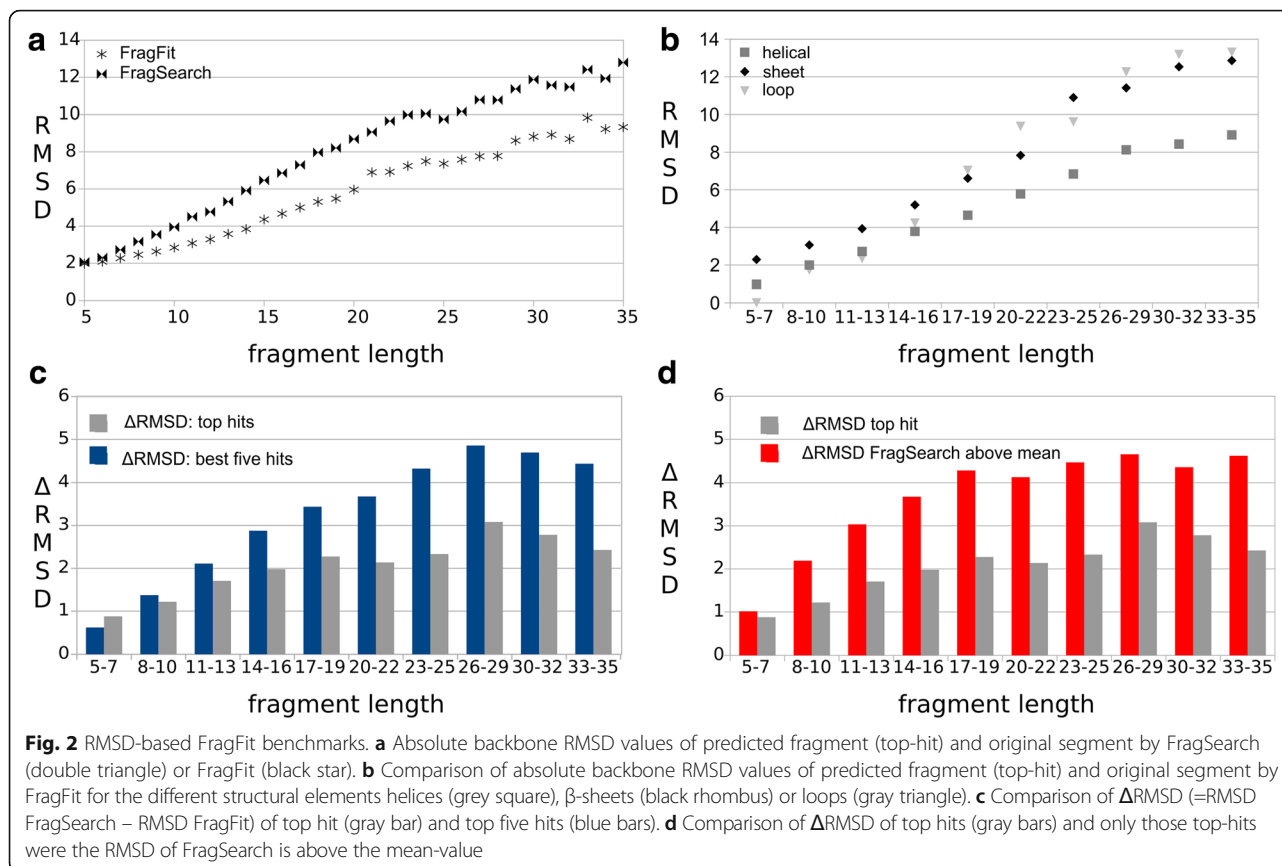 a
FragFit
FragSearch
14
12
10
8
6
4
2
0
RMSD
5 10 15 20 25 30 35
fragment length
b
helical
sheet
loop
14
12
10
8
6
4
2
0
RMSD
5-7 8-10 11-13 14-16 17-19 20-22 23-25 26-29 30-32 33-35
fragment length
c
ΔRMSD: top hits
ΔRMSD: best five hits
6
5
4
3
2
1
0
ΔRMSD
5-7 8-10 11-13 14-16 17-19 20-22 23-25 26-29 30-32 33-35
fragment length
d
ΔRMSD top hit
ΔRMSD FragSearch above mean
6
5
4
3
2
1
0
ΔRMSD
5-7 8-10 11-13 14-16 17-19 20-22 23-25 26-29 30-32 33-35
fragment length
Fig. 2 RMSD-based FragFit benchmarks. a Absolute backbone RMSD values of predicted fragment (top-hit) and original segment by FragSearch
(double triangle) or FragFit (black star). b Comparison of absolute backbone RMSD values of predicted fragment (top-hit) and original segment by
FragFit for the different structural elements helices (grey square), β-sheets (black rhombus) or loops (gray triangle). c Comparison of ΔRMSD (=RMSD
FragSearch – RMSD FragFit) of top hit (gray bar) and top five hits (blue bars). d Comparison of ΔRMSD of top hits (gray bars) and only those top-hits
were the RMSD of FragSearch is above the mean-value